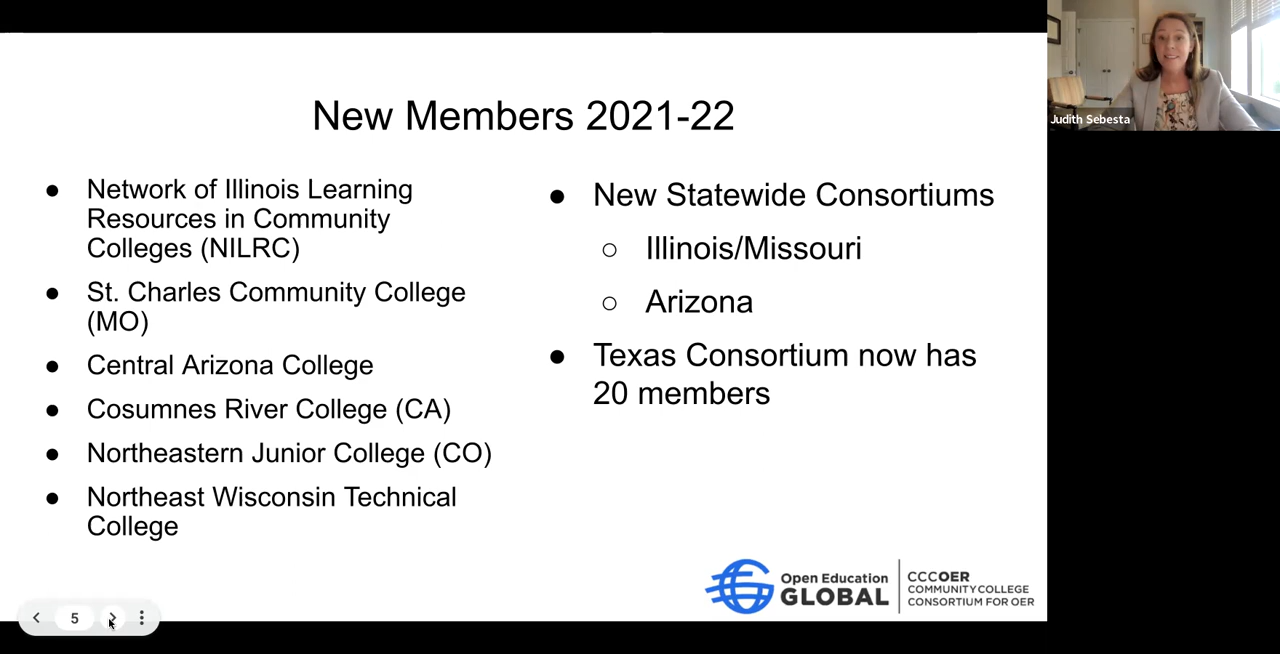 New Members 2021-22
● Network of Illinois Learning
Resources in Community
Colleges (NILRC)
● St. Charles Community College
(MO)
● Central Arizona College
● Cosumnes River College (CA)
● Northeastern Junior College (CO)
● Northeast Wisconsin Technical
College
● New Statewide Consortiums
○ Illinois/Missouri
○ Arizona
● Texas Consortium now has
20 members
Open Education
GLOBAL
CCCOER
COMMUNITY COLLEGE
CONSORTIUM FOR OER
5
Judith Sebesta